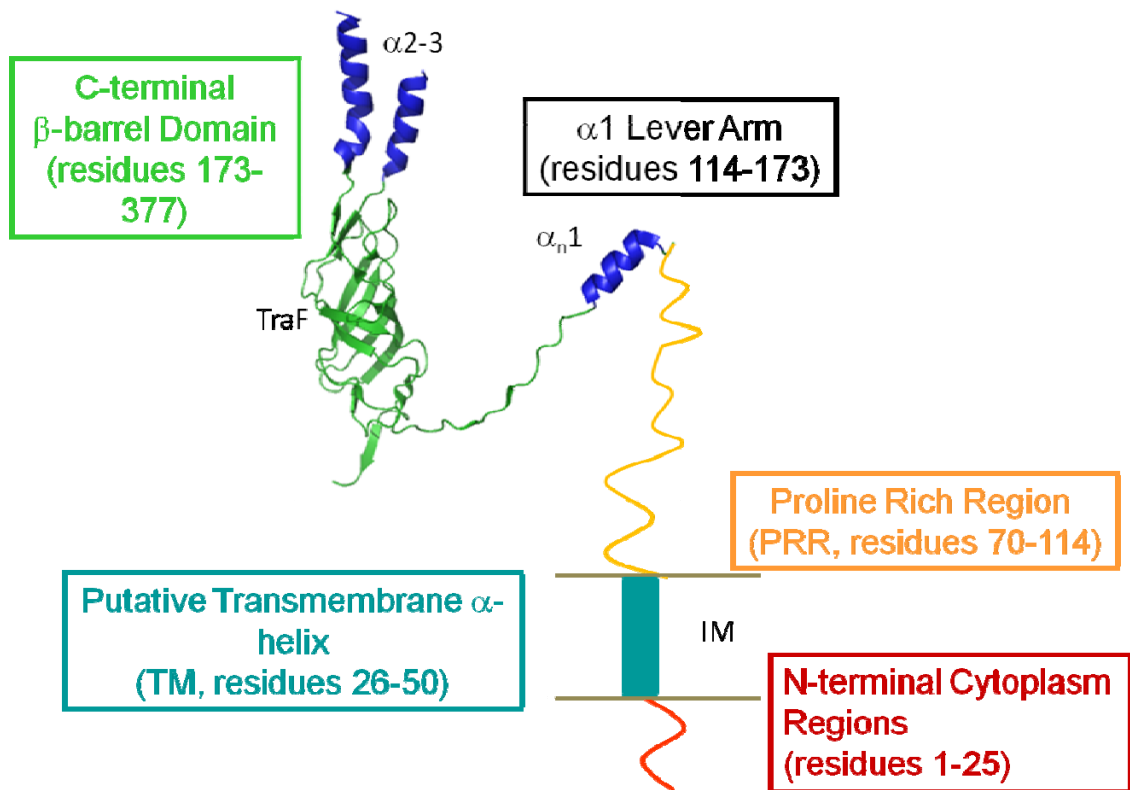 α2-3
C-terminal
β-barrel Domain
(residues 173-
377)
α1 Lever Arm
(residues 114-173)
αn1
TraF
Proline Rich Region
(PRR, residues 70-114)
Putative Transmembrane α-
helix
(TM, residues 26-50)
IM
N-terminal Cytoplasm
Regions
(residues 1-25)